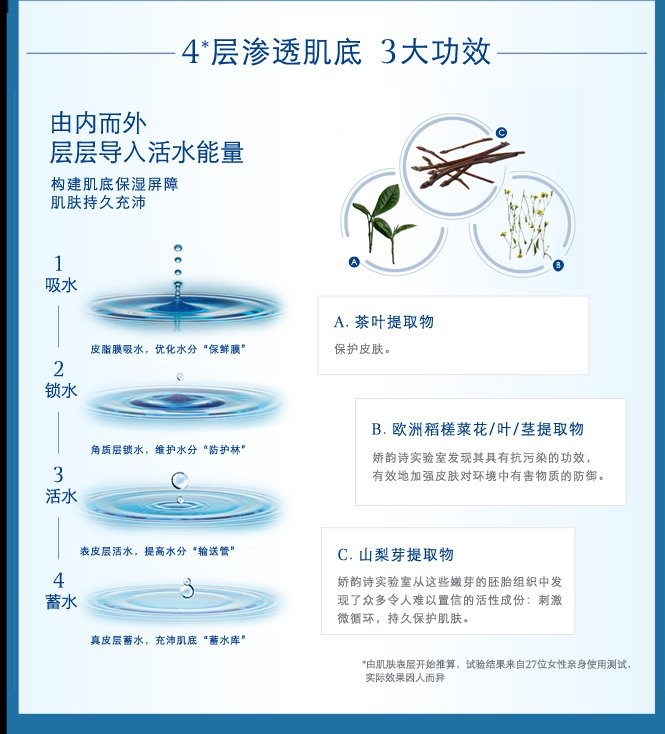 4*层渗透肌底 3大功效
由内而外
层层导入活水能量
构建肌底保湿屏障
肌肤持久充沛
1
吸水
皮脂膜吸水，优化水分“保鲜膜”
2
锁水
角质层锁水，维护水分“防护林”
3
活水
表皮层活水，提高水分“输送管”
4
蓄水
真皮层蓄水，充沛肌底“蓄水库”
C
A
B
A. 茶叶提取物
保护皮肤。
B. 欧洲稻槎菜花/叶/茎提取物
娇韵诗实验室发现其具有抗污染的功效，
有效地加强皮肤对环境中有害物质的防御。
C. 山梨芽提取物
娇韵诗实验室从这些嫩芽的胚胎组织中发
现了众多令人难以置信的活性成份：刺激
微循环，持久保护肌肤。
*由肌肤表层开始推算，试验结果来自27位女性亲身使用测试，
实际效果因人而异